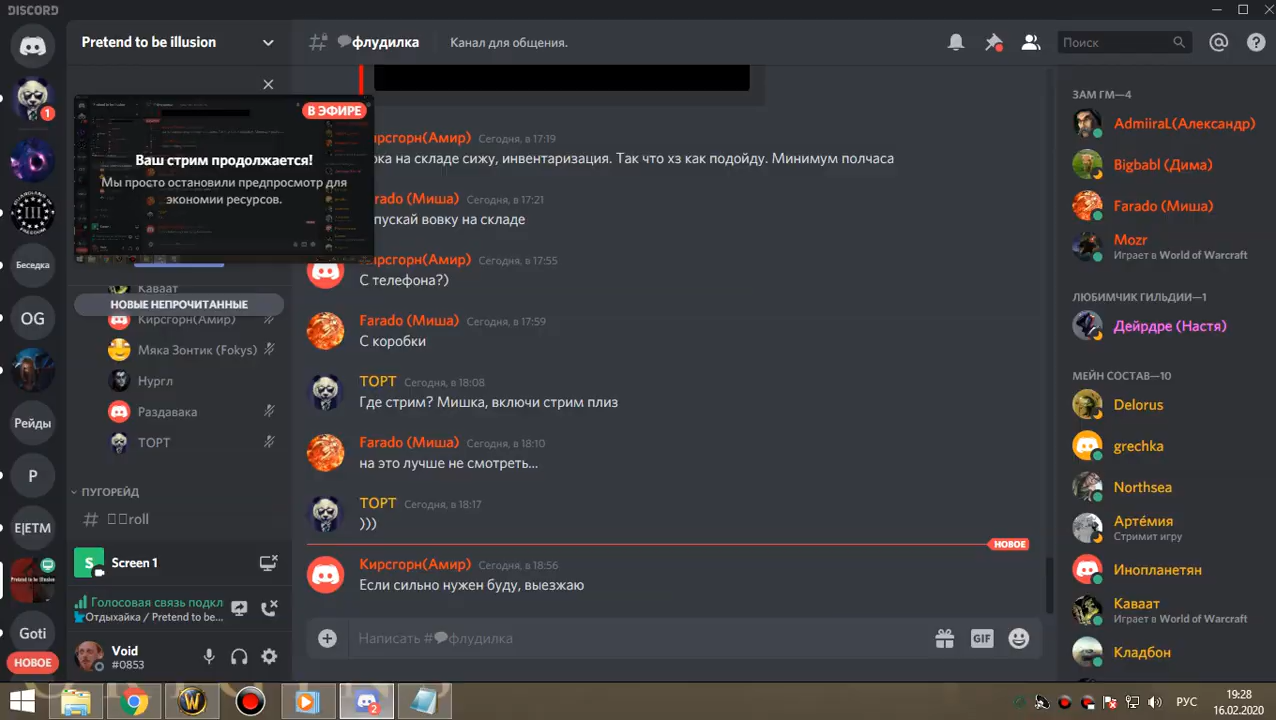 DISCORD
Pretend to be illusion
флудилка
Канал для общения.
Поиск
1
В ЭФИРЕ
Ваш стрим продолжается!
Мы просто остановили предпросмотр для
экономии ресурсов.
Беседка
OG
Рейды
P
E|ETM
Pretend to be illusion
Goti
НОВОЕ
Каваат
НОВЫЕ НЕПРОЧИТАННЫЕ
Кирсгорн(Амир)
Мяка Зонтик (Fokys)
Нургл
Раздавака
ТОРТ
ПУГОРЕЙД
roll
S
Screen 1
Голосовая связь подкл
Отдыхайка / Pretend to be...
Void
#0853
ирсгорн(Амир) Сегодня, в 17:19
ока на складе сижу, инвентаризация. Так что хз как подойду. Минимум полчаса
arado (Миша) Сегодня, в 17:21
пускай вовку на складе
ирсгорн(Амир) Сегодня, в 17:55
С телефона?)
Farado (Миша) Сегодня, в 17:59
С коробки
ТОРТ Сегодня, в 18:08
Где стрим? Мишка, включи стрим плиз
Farado (Миша) Сегодня, в 18:10
на это лучше не смотреть...
ТОРТ Сегодня, в 18:17
)))
НОВОЕ
Кирсгорн(Амир) Сегодня, в 18:56
Если сильно нужен буду, выезжаю
Написать #флудилка
GIF
ЗАМ ГМ—4
AdmiiraL(Александр)
Bigbabl (Дима)
Farado (Миша)
Mozr
Играет в World of Warcraft
ЛЮБИМЧИК ГИЛЬДИИ—1
Дейрдре (Настя)
МЕЙН СОСТАВ—10
Delorus
grechka
Northsea
Артёмия
Стримит игру
Инопланетян
Каваат
Играет в World of Warcraft
Кладбон
2
РУС
19:28
16.02.2020